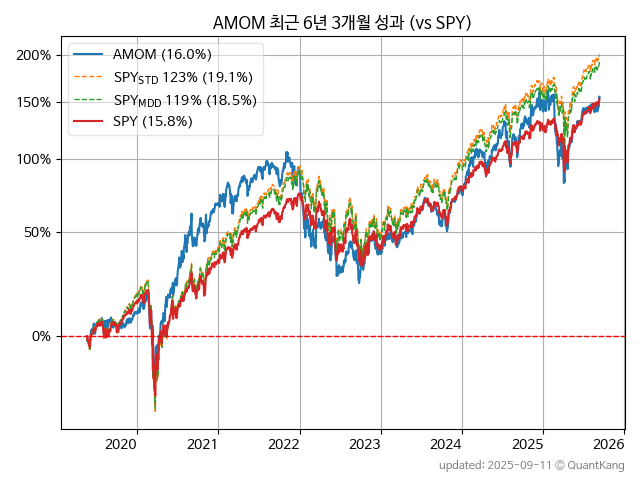 AMOM 최근 6년 3개월 성과 (vs SPY)
AMOM (16.0%)
SPY_STD 123% (19.1%)
SPY_MDD 119% (18.5%)
SPY (15.8%)
200%
150%
100%
50%
0%
2020 2021 2022 2023 2024 2025 2026
updated: 2025-09-11 © QuantKang